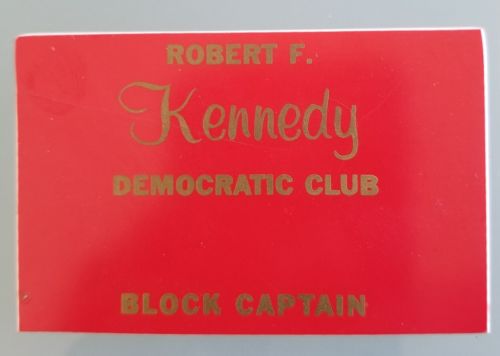 ROBERT F.
Kennedy
DEMOCRATIC CLUB
BLOCK CAPTAIN